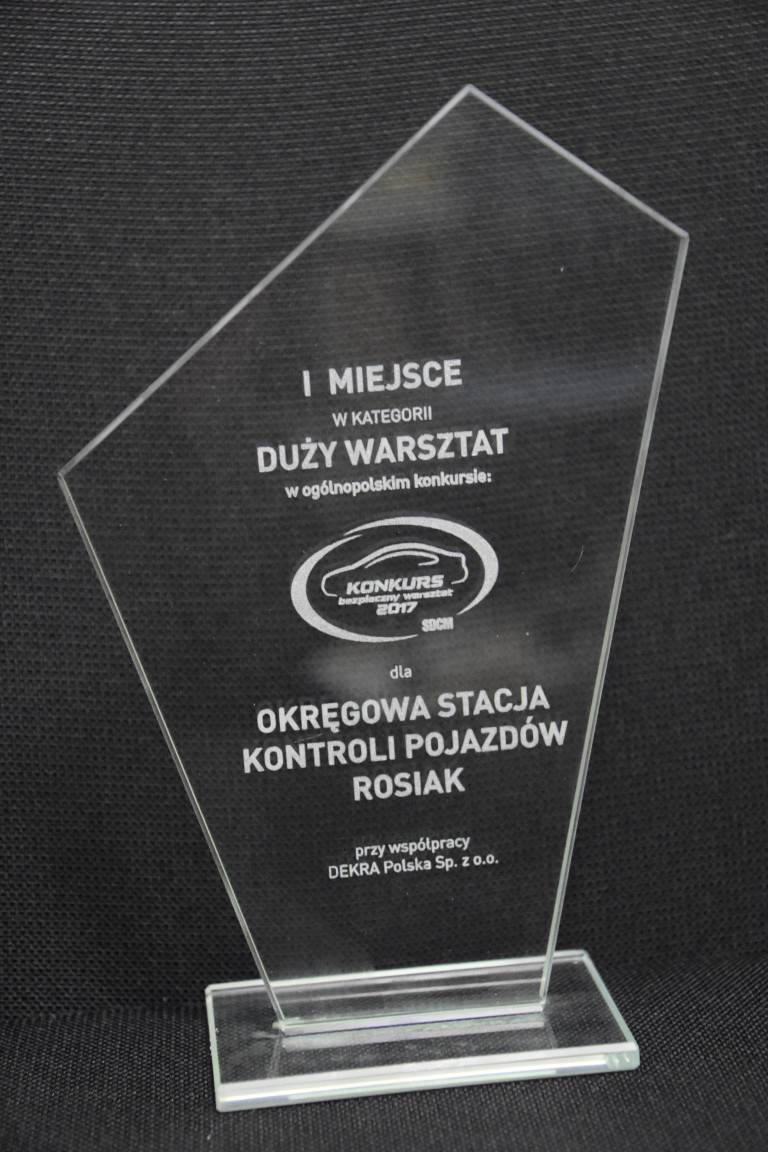 I MIEJSCE
W KATEGORII
DUŻY WARSZTAT
w ogólnopolskim konkursie:
KONKURS
bezpieczny warsztat
2017
SDCM
dla
OKRĘGOWA STACJA
KONTROLI POJAZDÓW
ROSIAK
przy współpracy
DEKRA Polska Sp. z o.o.